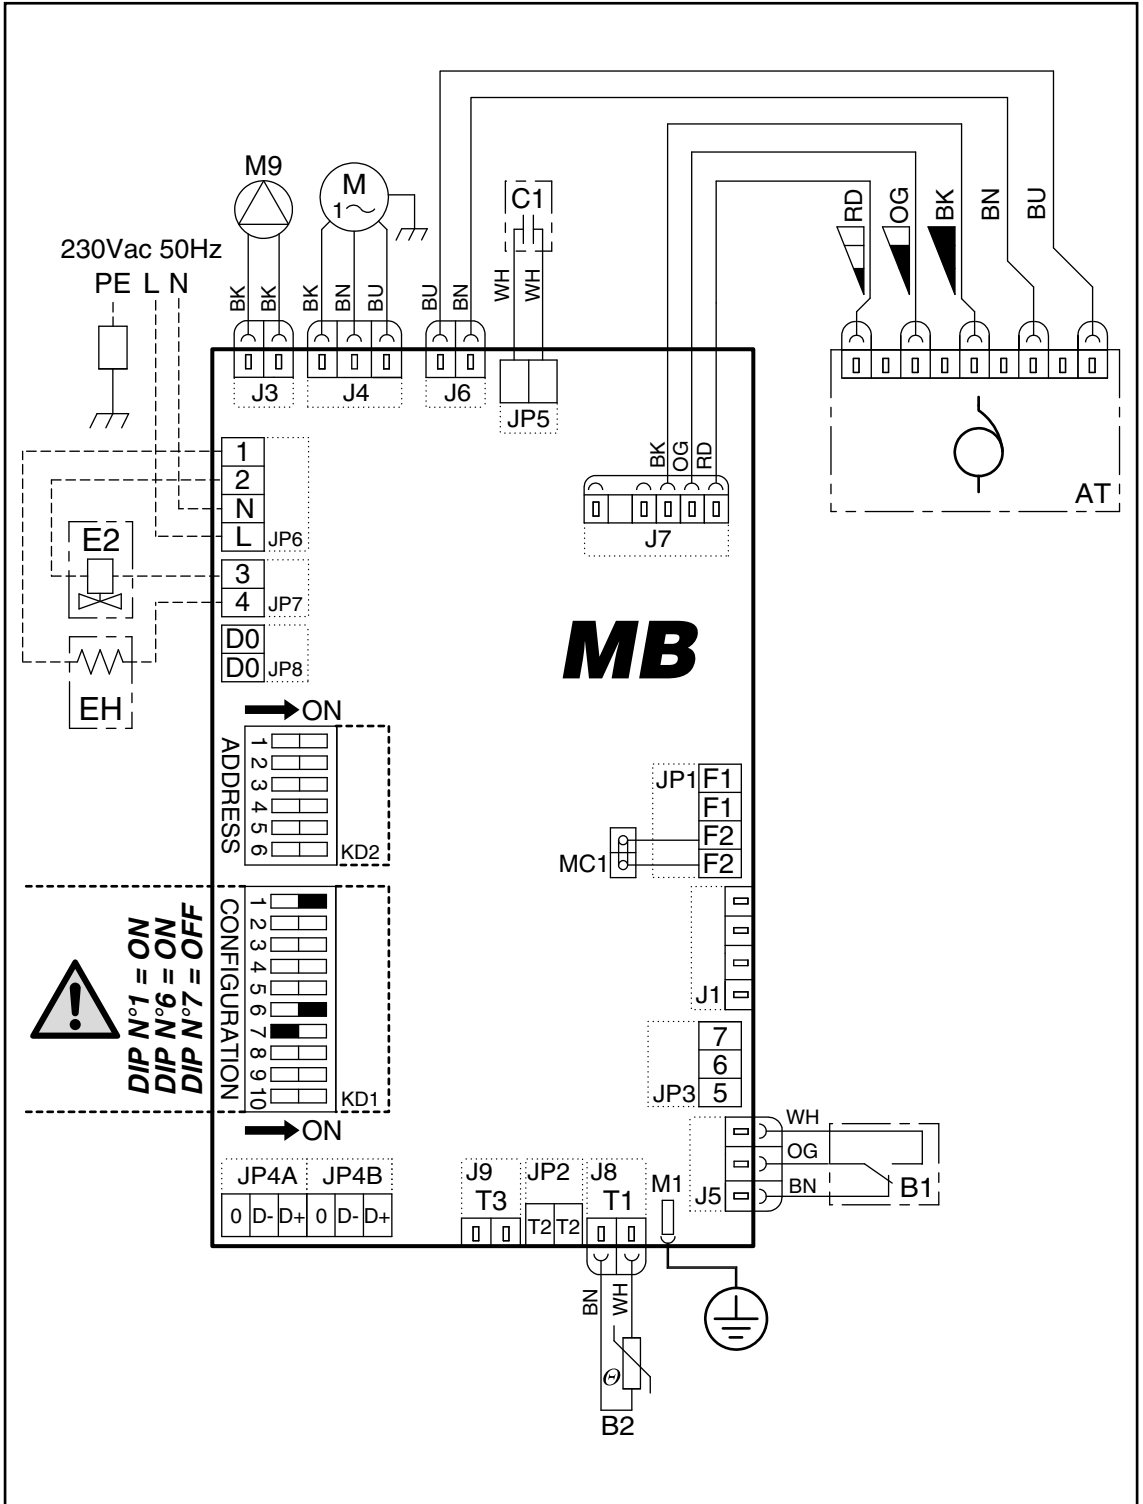 M9
M
1~
C1
230Vac 50Hz
PE L N
BK
BK
BK
BN
BU
BU
BN
WH
WH
RD
OG
BK
BN
BU
J3
J4
J6
JP5
AT
BK
OG
RD
J7
1
2
N
L
JP6
E2
3
4
JP7
D0
D0
JP8
EH
MB
ON
ADDRESS
1
2
3
4
5
6
KD2
JP1
F1
F1
F2
F2
MC1
DIP N°1 = ON
DIP N°6 = ON
DIP N°7 = OFF
CONFIGURATION
1
2
3
4
5
6
7
8
9
10
KD1
ON
J1
7
6
5
JP3
WH
OG
BN
J5
B1
JP4A JP4B
0 D- D+ 0 D- D+
J9 JP2 J8
T3 T1
T2 T2
M1
BN
WH
Θ
B2